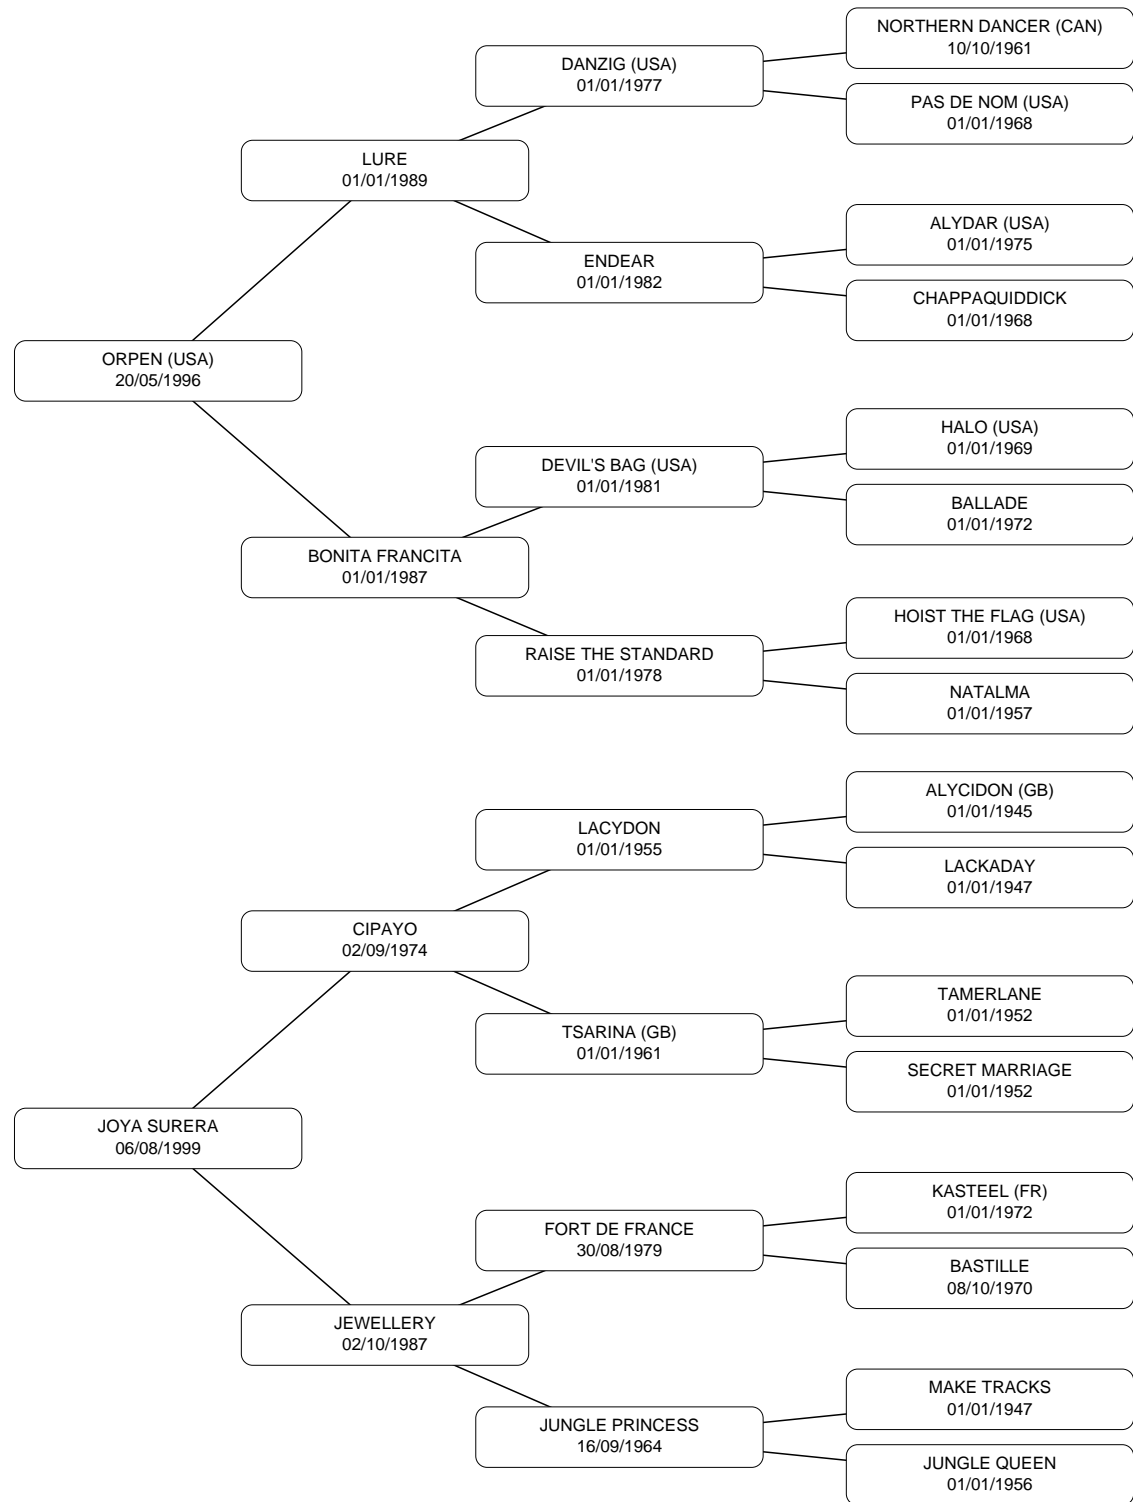 NORTHERN DANCER (CAN)
10/10/1961
DANZIG (USA)
01/01/1977
PAS DE NOM (USA)
01/01/1968
LURE
01/01/1989
ALYDAR (USA)
01/01/1975
ENDEAR
01/01/1982
CHAPPAQUIDDICK
01/01/1968
ORPEN (USA)
20/05/1996
HALO (USA)
01/01/1969
DEVIL'S BAG (USA)
01/01/1981
BALLADE
01/01/1972
BONITA FRANCITA
01/01/1987
HOIST THE FLAG (USA)
01/01/1968
RAISE THE STANDARD
01/01/1978
NATALMA
01/01/1957
ALYCIDON (GB)
01/01/1945
LACYDON
01/01/1955
LACKADAY
01/01/1947
CIPAYO
02/09/1974
TAMERLANE
01/01/1952
TSARINA (GB)
01/01/1961
SECRET MARRIAGE
01/01/1952
JOYA SURERA
06/08/1999
KASTEEL (FR)
01/01/1972
FORT DE FRANCE
30/08/1979
BASTILLE
08/10/1970
JEWELLERY
02/10/1987
MAKE TRACKS
01/01/1947
JUNGLE PRINCESS
16/09/1964
JUNGLE QUEEN
01/01/1956